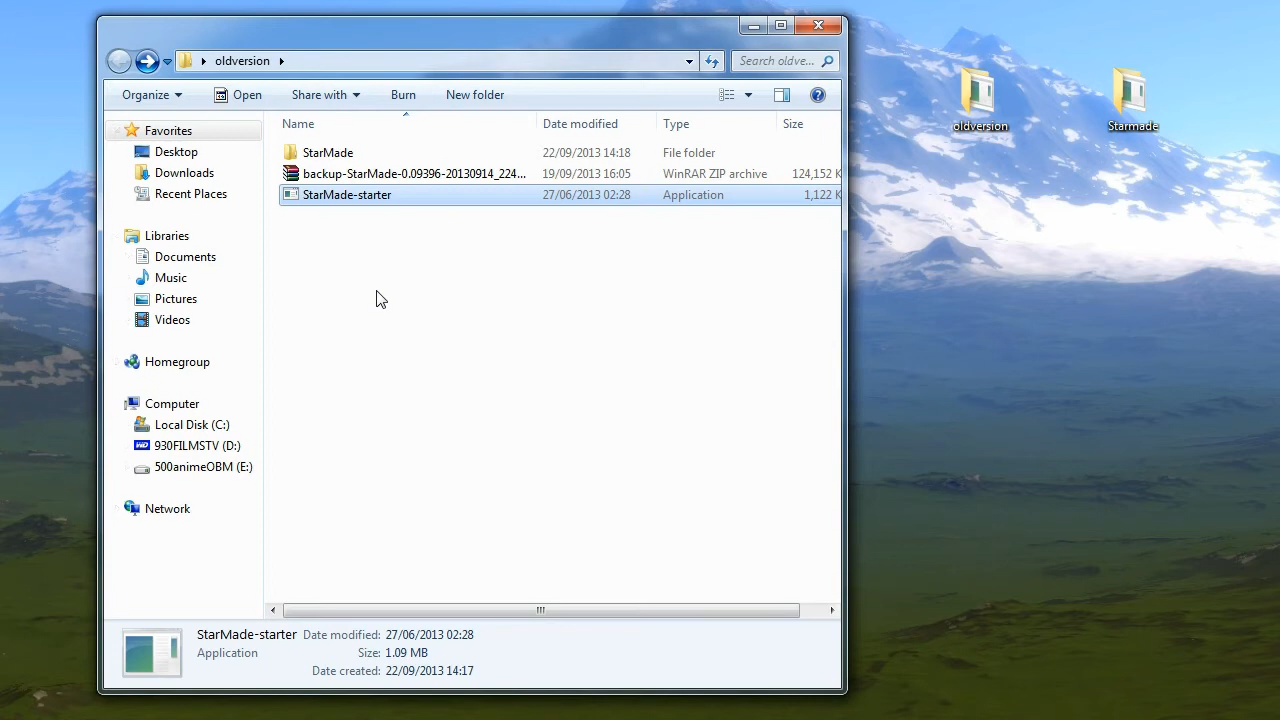 oldversion
Search oldve...
Organize
Open
Share with
Burn
New folder
Name
Date modified
Type
Size
Favorites
Desktop
Downloads
Recent Places
Libraries
Documents
Music
Pictures
Videos
Homegroup
Computer
Local Disk (C:)
930FILMSTV (D:)
500animeOBM (E:)
Network
StarMade 22/09/2013 14:18 File folder
backup-StarMade-0.09396-20130914_224... 19/09/2013 16:05 WinRAR ZIP archive 124,152 K
StarMade-starter 27/06/2013 02:28 Application 1,122 K
StarMade-starter Date modified: 27/06/2013 02:28
Application Size: 1.09 MB
Date created: 22/09/2013 14:17
oldversion
Starmade